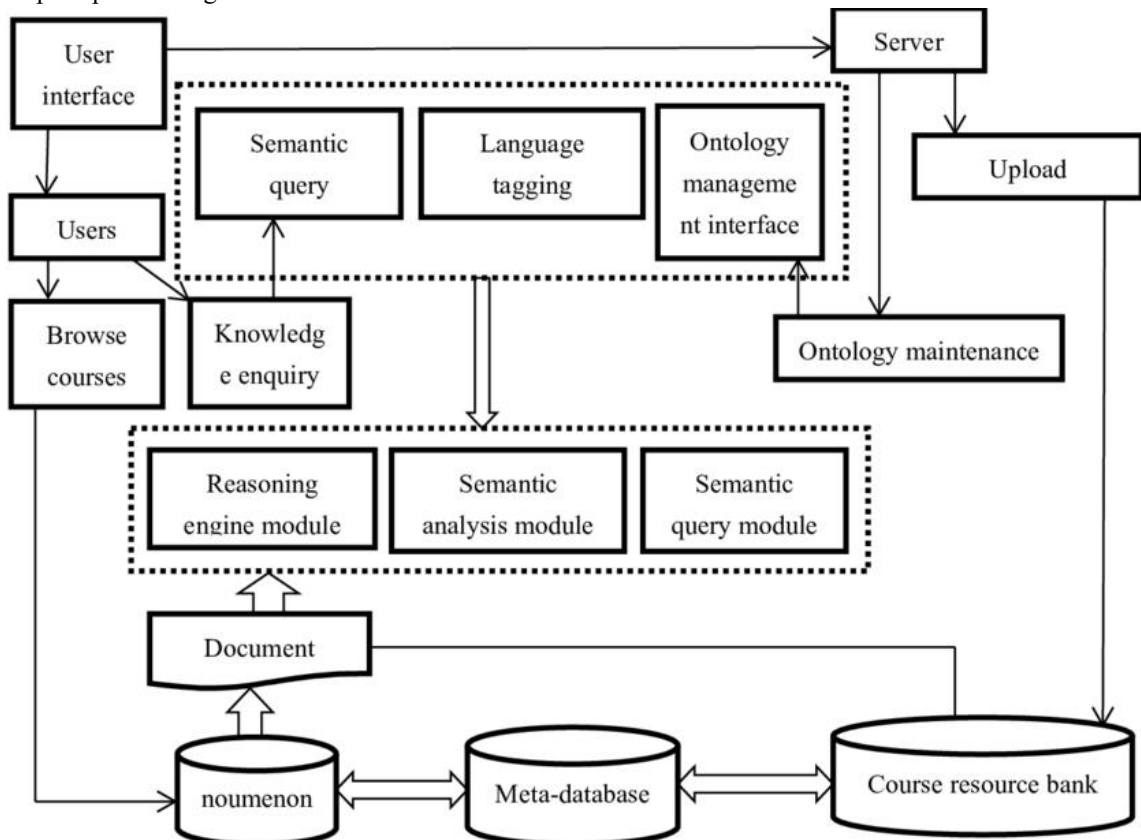 User
interface
Server
Semantic
query
Language
tagging
Ontology
manageme
nt interface
Upload
Users
Browse
courses
Knowledg
e enquiry
Ontology maintenance
Reasoning
engine module
Semantic
analysis module
Semantic
query module
Document
noumenon
Meta-database
Course resource bank